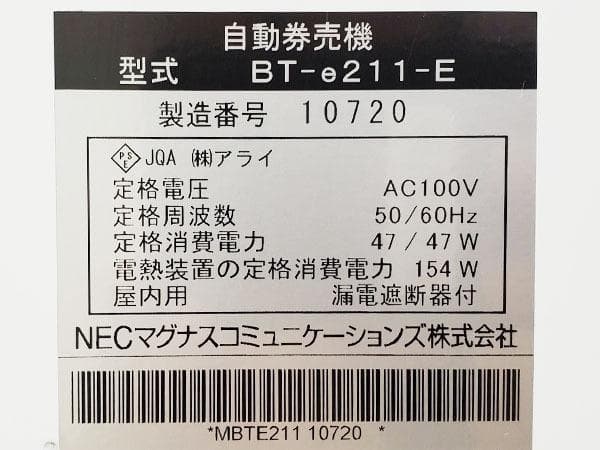 自動券売機
型式 BT-e211-E
製造番号 10720
PSE JQA ㈱アライ
定格電圧 AC100V
定格周波数 50/60Hz
定格消費電力 47/47W
電熱装置の定格消費電力 154W
屋内用 漏電遮断器付
NECマグナスコミュニケーションズ株式会社
*MBTE211 10720 *